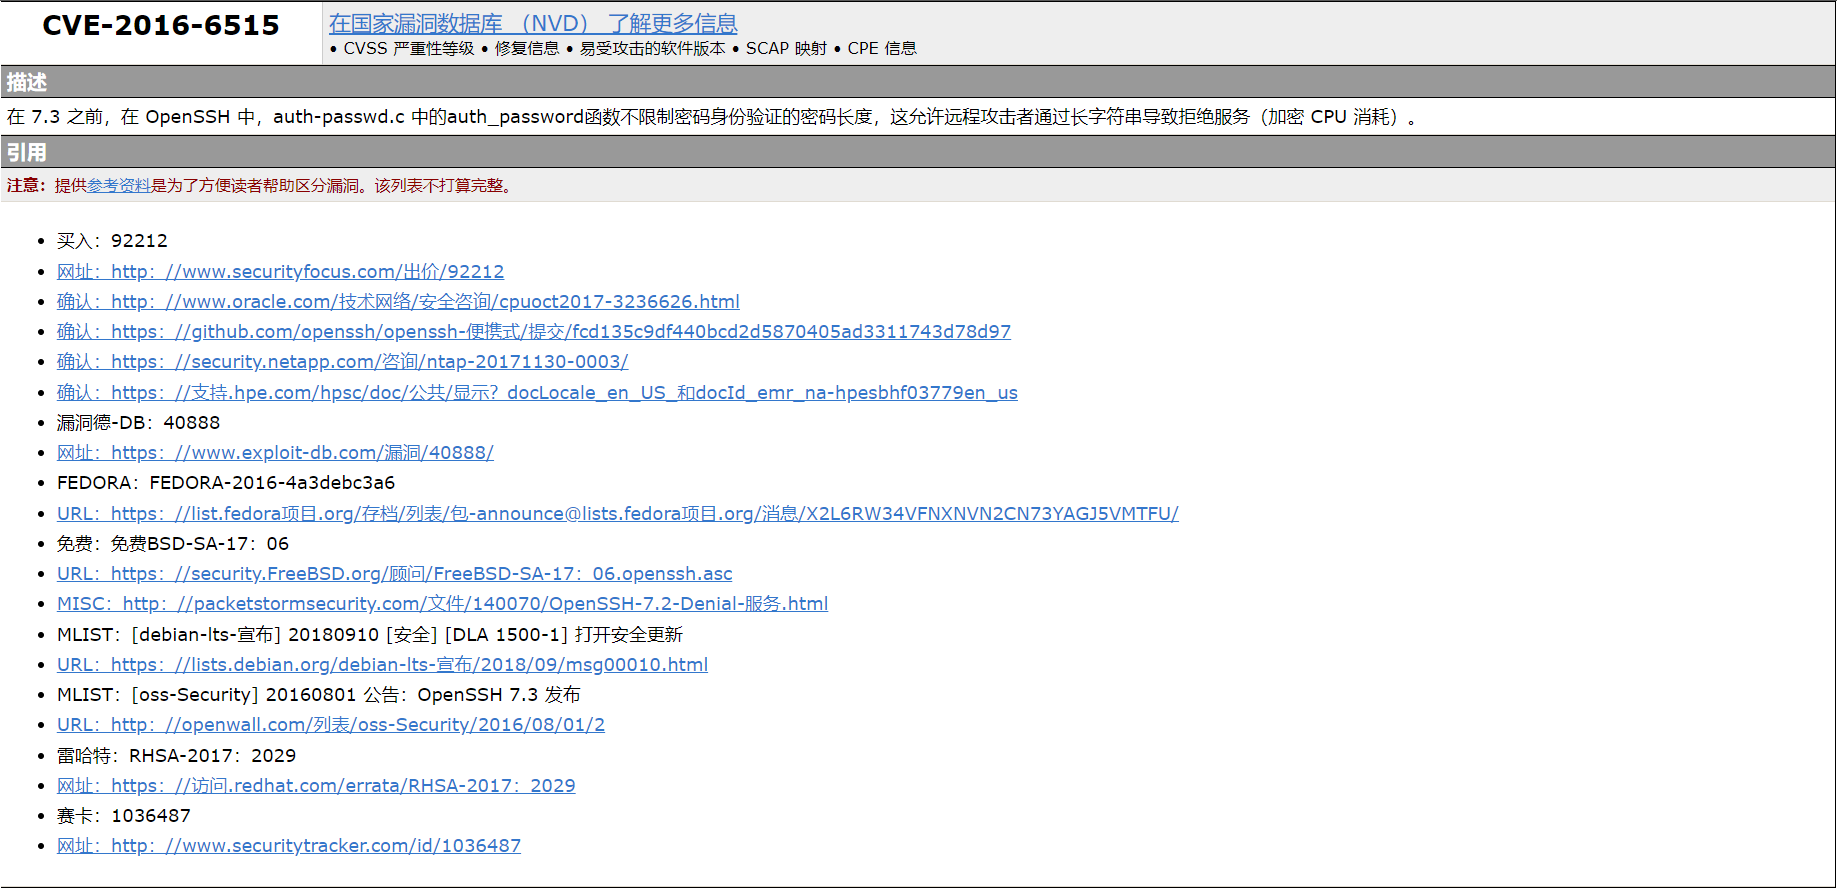 CVE-2016-6515
在国家漏洞数据库 （NVD） 了解更多信息
• CVSS 严重性等级 • 修复信息 • 易受攻击的软件版本 • SCAP 映射 • CPE 信息
描述
在 7.3 之前，在 OpenSSH 中，auth-passwd.c 中的auth_password函数不限制密码身份验证的密码长度，这允许远程攻击者通过长字符串导致拒绝服务（加密 CPU 消耗）。
引用
注意：提供参考资料是为了方便读者帮助区分漏洞。该列表不打算完整。
• 买入：92212
• 网址：http：//www.securityfocus.com/出价/92212
• 确认：http：//www.oracle.com/技术网络/安全咨询/cpuoct2017-3236626.html
• 确认：https：//github.com/openssh/openssh-便携式/提交/fcd135c9df440bcd2d5870405ad3311743d78d97
• 确认：https：//security.netapp.com/咨询/ntap-20171130-0003/
• 确认：https：//支持.hpe.com/hpsc/doc/公共/显示？docLocale_en_US_和docId_emr_na-hpesbhf03779en_us
• 漏洞德-DB：40888
• 网址：https：//www.exploit-db.com/漏洞/40888/
• FEDORA：FEDORA-2016-4a3debc3a6
• URL：https：//list.fedora项目.org/存档/列表/包-announce@lists.fedora项目.org/消息/X2L6RW34VFNXNVN2CN73YAGJ5VMTFU/
• 免费：免费BSD-SA-17：06
• URL：https：//security.FreeBSD.org/顾问/FreeBSD-SA-17：06.openssh.asc
• MISC：http：//packetstormsecurity.com/文件/140070/OpenSSH-7.2-Denial-服务.html
• MLIST：[debian-lts-宣布] 20180910 [安全] [DLA 1500-1] 打开安全更新
• URL：https：//lists.debian.org/debian-lts-宣布/2018/09/msg00010.html
• MLIST：[oss-Security] 20160801 公告：OpenSSH 7.3 发布
• URL：http：//openwall.com/列表/oss-Security/2016/08/01/2
• 雷哈特：RHSA-2017：2029
• 网址：https：//访问.redhat.com/errata/RHSA-2017：2029
• 赛卡：1036487
• 网址：http：//www.securitytracker.com/id/1036487